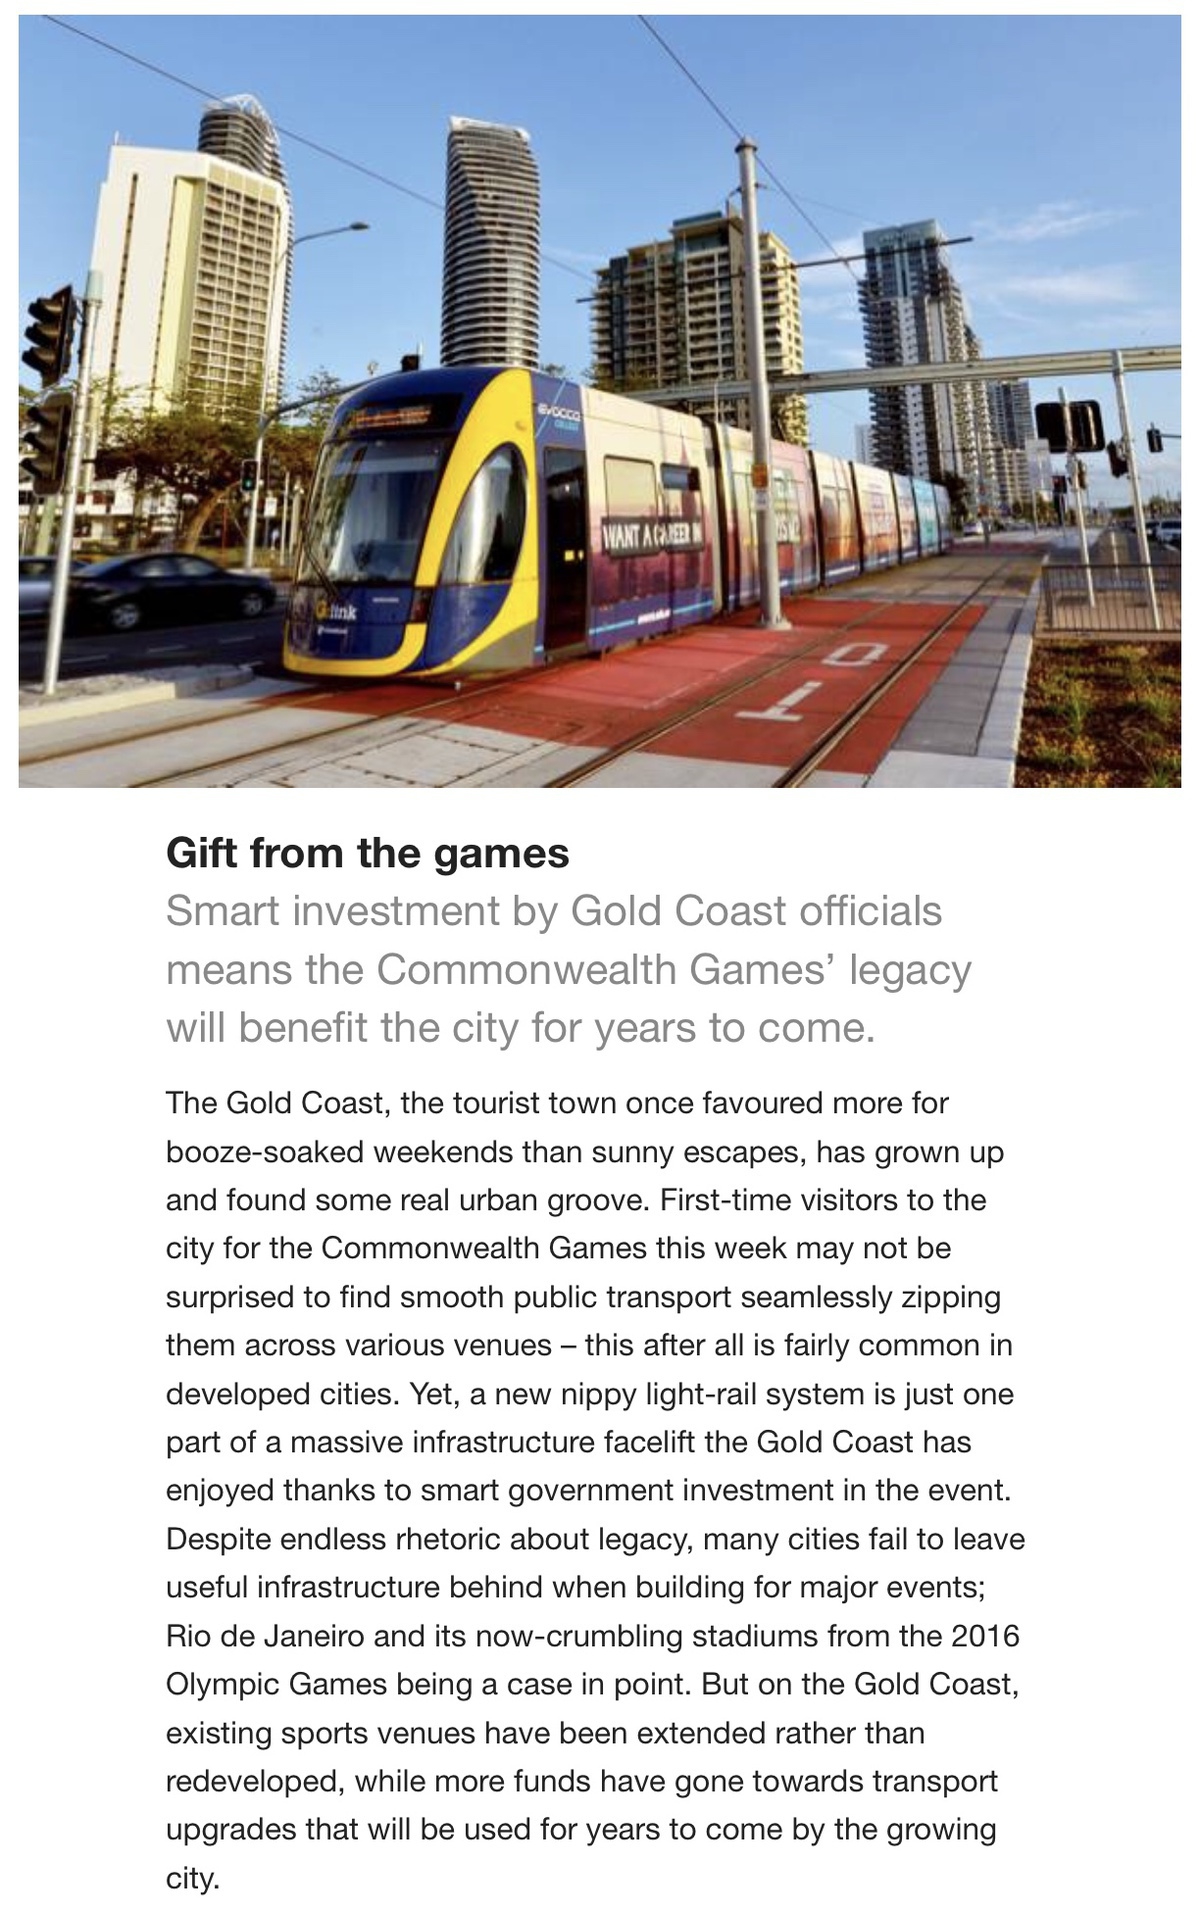 evocca
COLLEGE
WANT A CAREER IN
G:link
10
Gift from the games
Smart investment by Gold Coast officials
means the Commonwealth Games’ legacy
will benefit the city for years to come.
The Gold Coast, the tourist town once favoured more for
booze-soaked weekends than sunny escapes, has grown up
and found some real urban groove. First-time visitors to the
city for the Commonwealth Games this week may not be
surprised to find smooth public transport seamlessly zipping
them across various venues – this after all is fairly common in
developed cities. Yet, a new nippy light-rail system is just one
part of a massive infrastructure facelift the Gold Coast has
enjoyed thanks to smart government investment in the event.
Despite endless rhetoric about legacy, many cities fail to leave
useful infrastructure behind when building for major events;
Rio de Janeiro and its now-crumbling stadiums from the 2016
Olympic Games being a case in point. But on the Gold Coast,
existing sports venues have been extended rather than
redeveloped, while more funds have gone towards transport
upgrades that will be used for years to come by the growing
city.